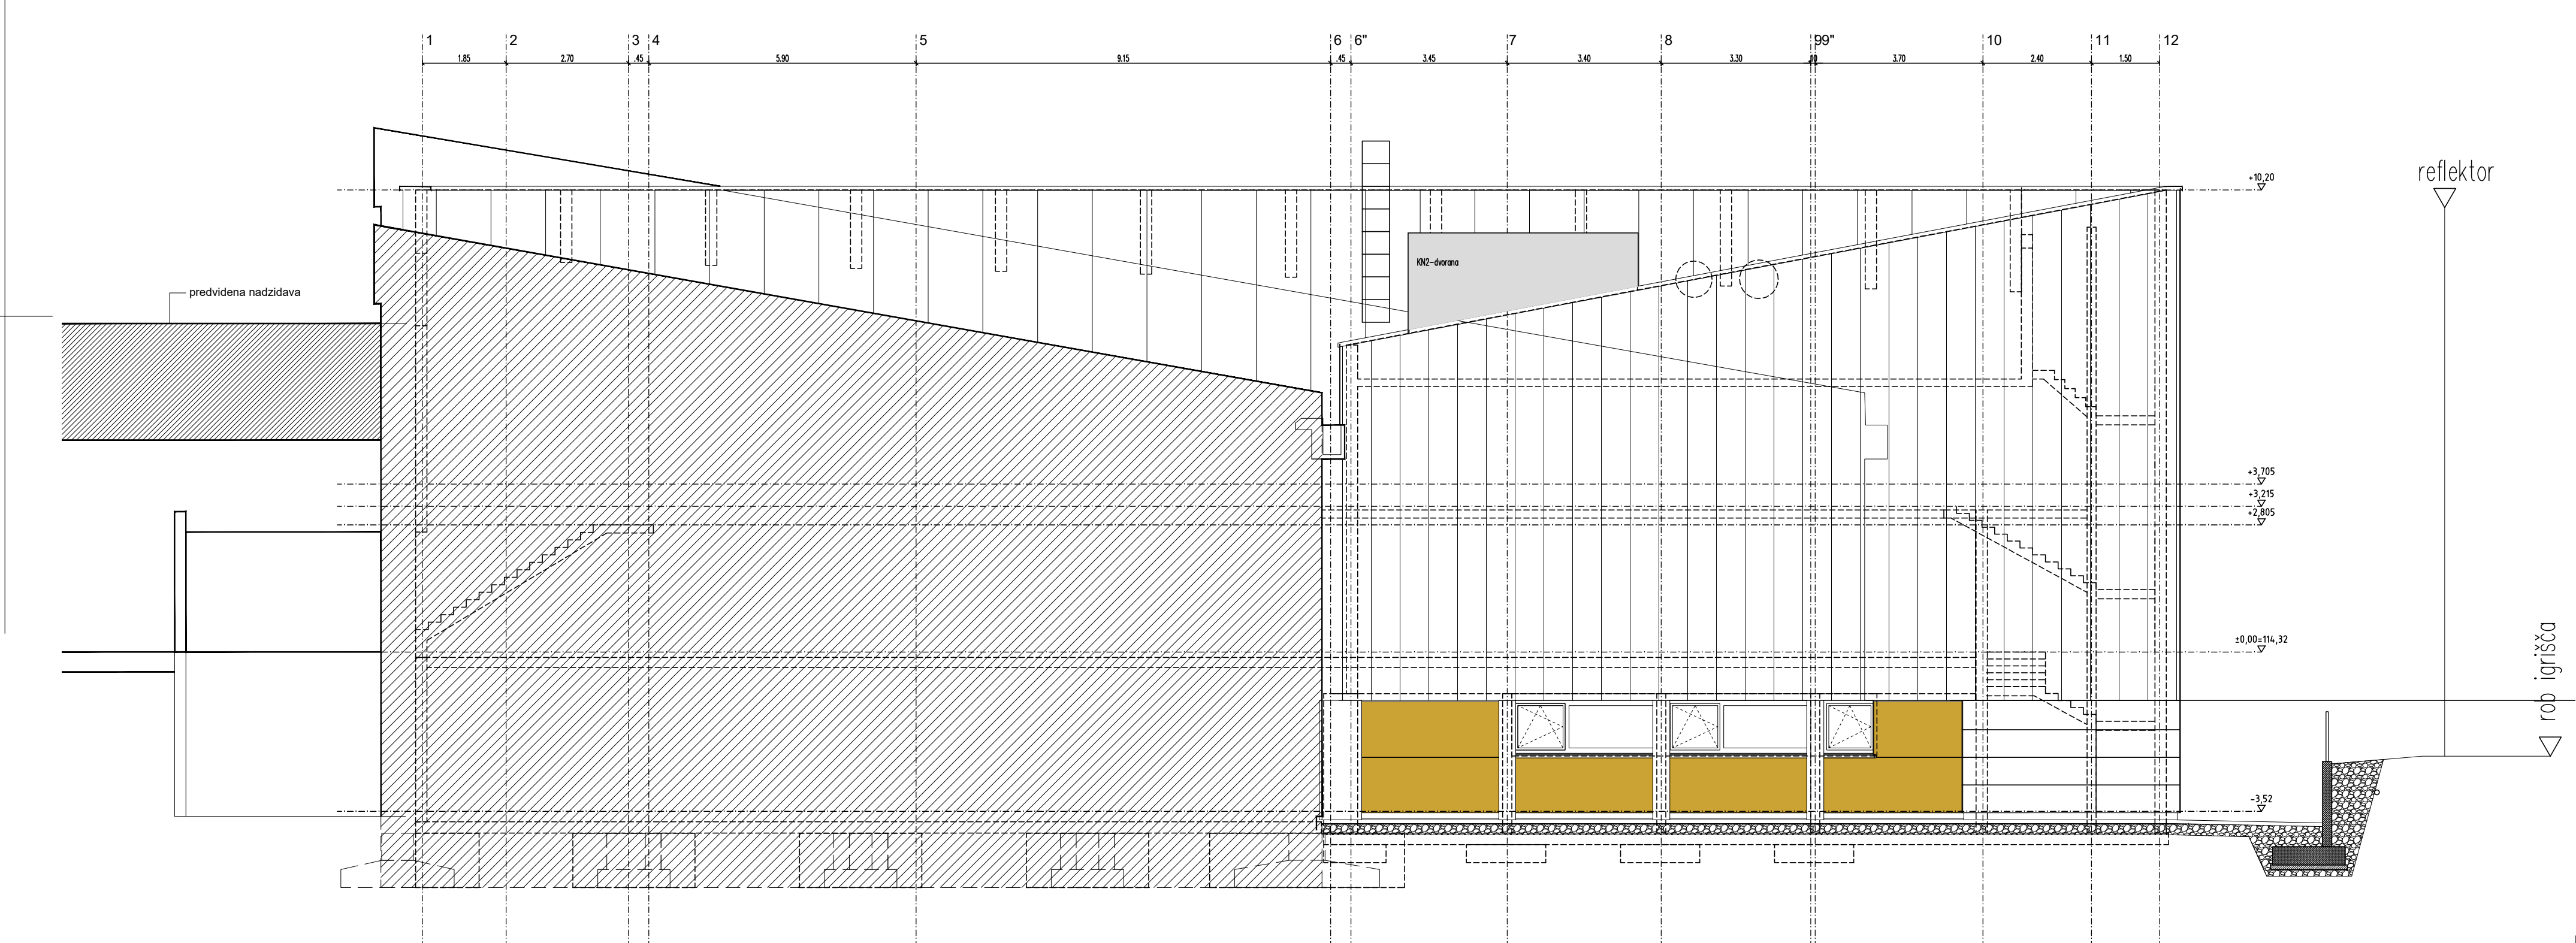 1 2 3 4 5 6 6" 7 8 99" 10 11 12
1.85 2.70 .45 5.90 9.15 .45 3.45 3.40 3.30 .10 3.70 2.40 1.50
reflektor
+10,20
KN2-dvorana
predvidena nadzidava
+3,705
+3,215
+2,805
±0,00=114,32
rob igrišča
-3,52